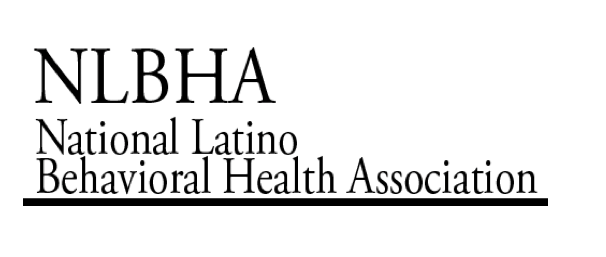 NLBHA
National Latino
Behavioral Health Association